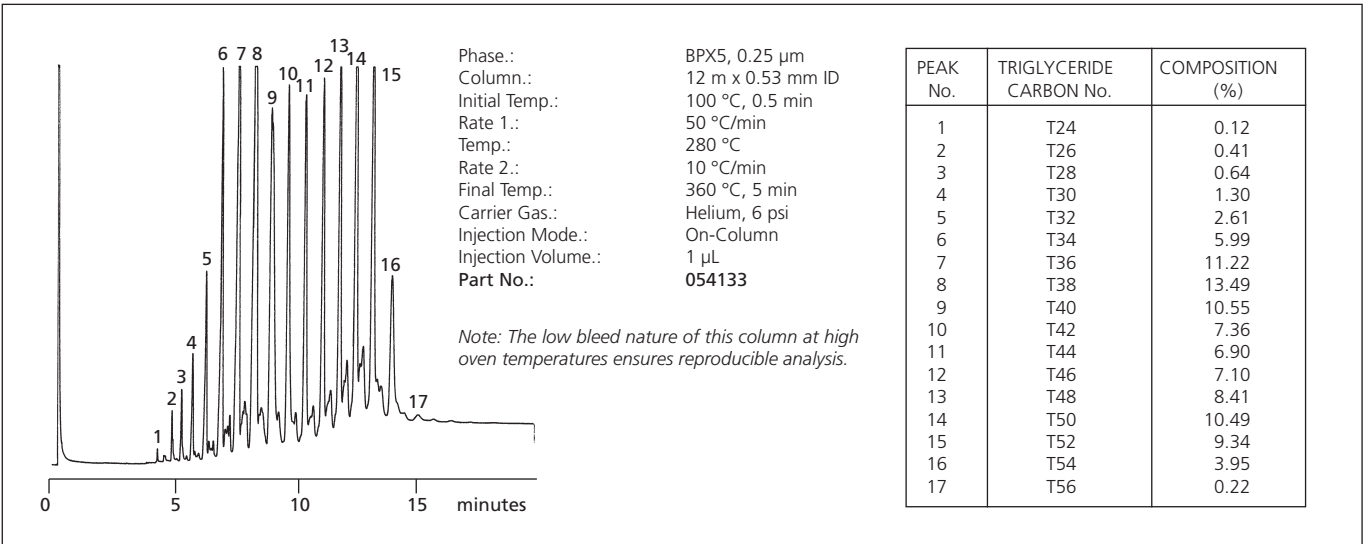 13
6 7 8
14
12
15
10
11
9
5
16
4
3
2
17
1
0 5 10 15 minutes
Phase.: BPX5, 0.25 µm
Column.: 12 m x 0.53 mm ID
Initial Temp.: 100 °C, 0.5 min
Rate 1.: 50 °C/min
Temp.: 280 °C
Rate 2.: 10 °C/min
Final Temp.: 360 °C, 5 min
Carrier Gas.: Helium, 6 psi
Injection Mode.: On-Column
Injection Volume.: 1 µL
Part No.: 054133
Note: The low bleed nature of this column at high
oven temperatures ensures reproducible analysis.
PEAK TRIGLYCERIDE COMPOSITION
No. CARBON No. (%)
1 T24 0.12
2 T26 0.41
3 T28 0.64
4 T30 1.30
5 T32 2.61
6 T34 5.99
7 T36 11.22
8 T38 13.49
9 T40 10.55
10 T42 7.36
11 T44 6.90
12 T46 7.10
13 T48 8.41
14 T50 10.49
15 T52 9.34
16 T54 3.95
17 T56 0.22